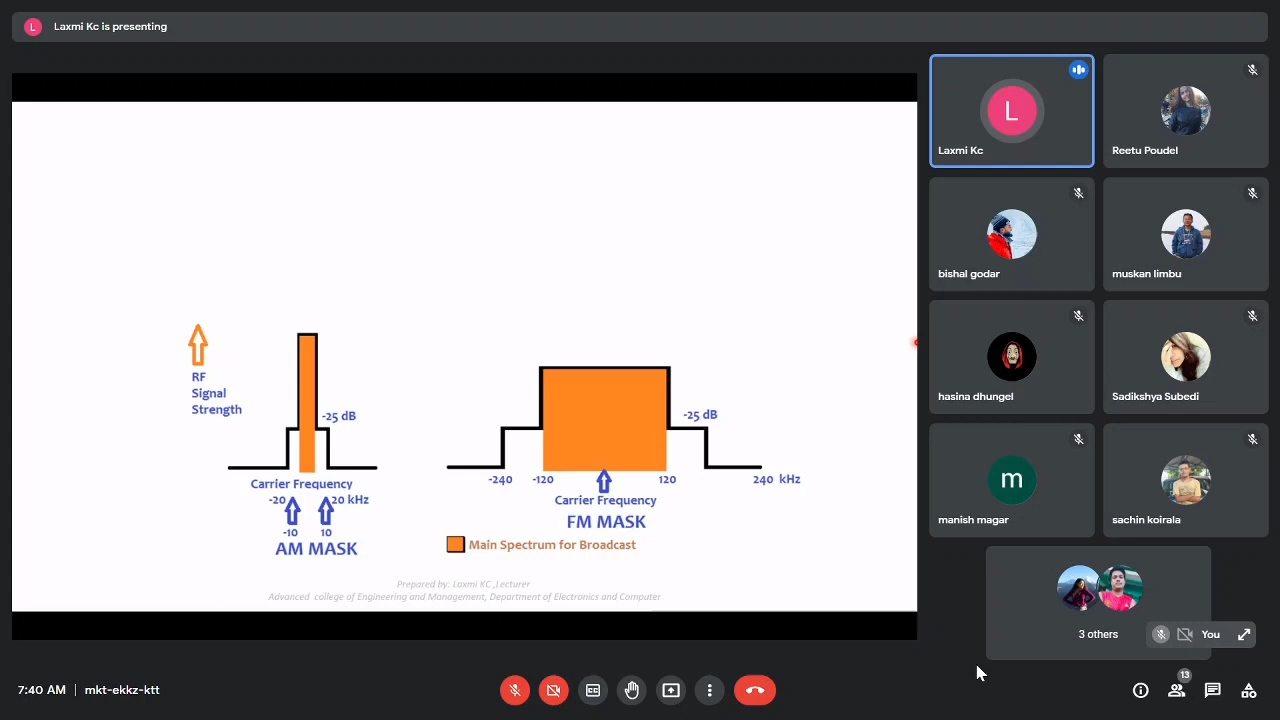 L
Laxmi Kc is presenting
RF
Signal
Strength
-25 dB
Carrier Frequency
-20
20 kHz
-10
10
AM MASK
-25 dB
-240
-120
120
240 kHz
Carrier Frequency
FM MASK
Main Spectrum for Broadcast
Prepared by: Laxmi KC ,Lecturer
Advanced college of Engineering and Management, Department of Electronics and Computer
L
Laxmi Kc
Reetu Poudel
bishal godar
muskan limbu
hasina dhungel
Sadikshya Subedi
m
manish magar
sachin koirala
3 others
You
7:40 AM | mkt-ekkz-ktt
13